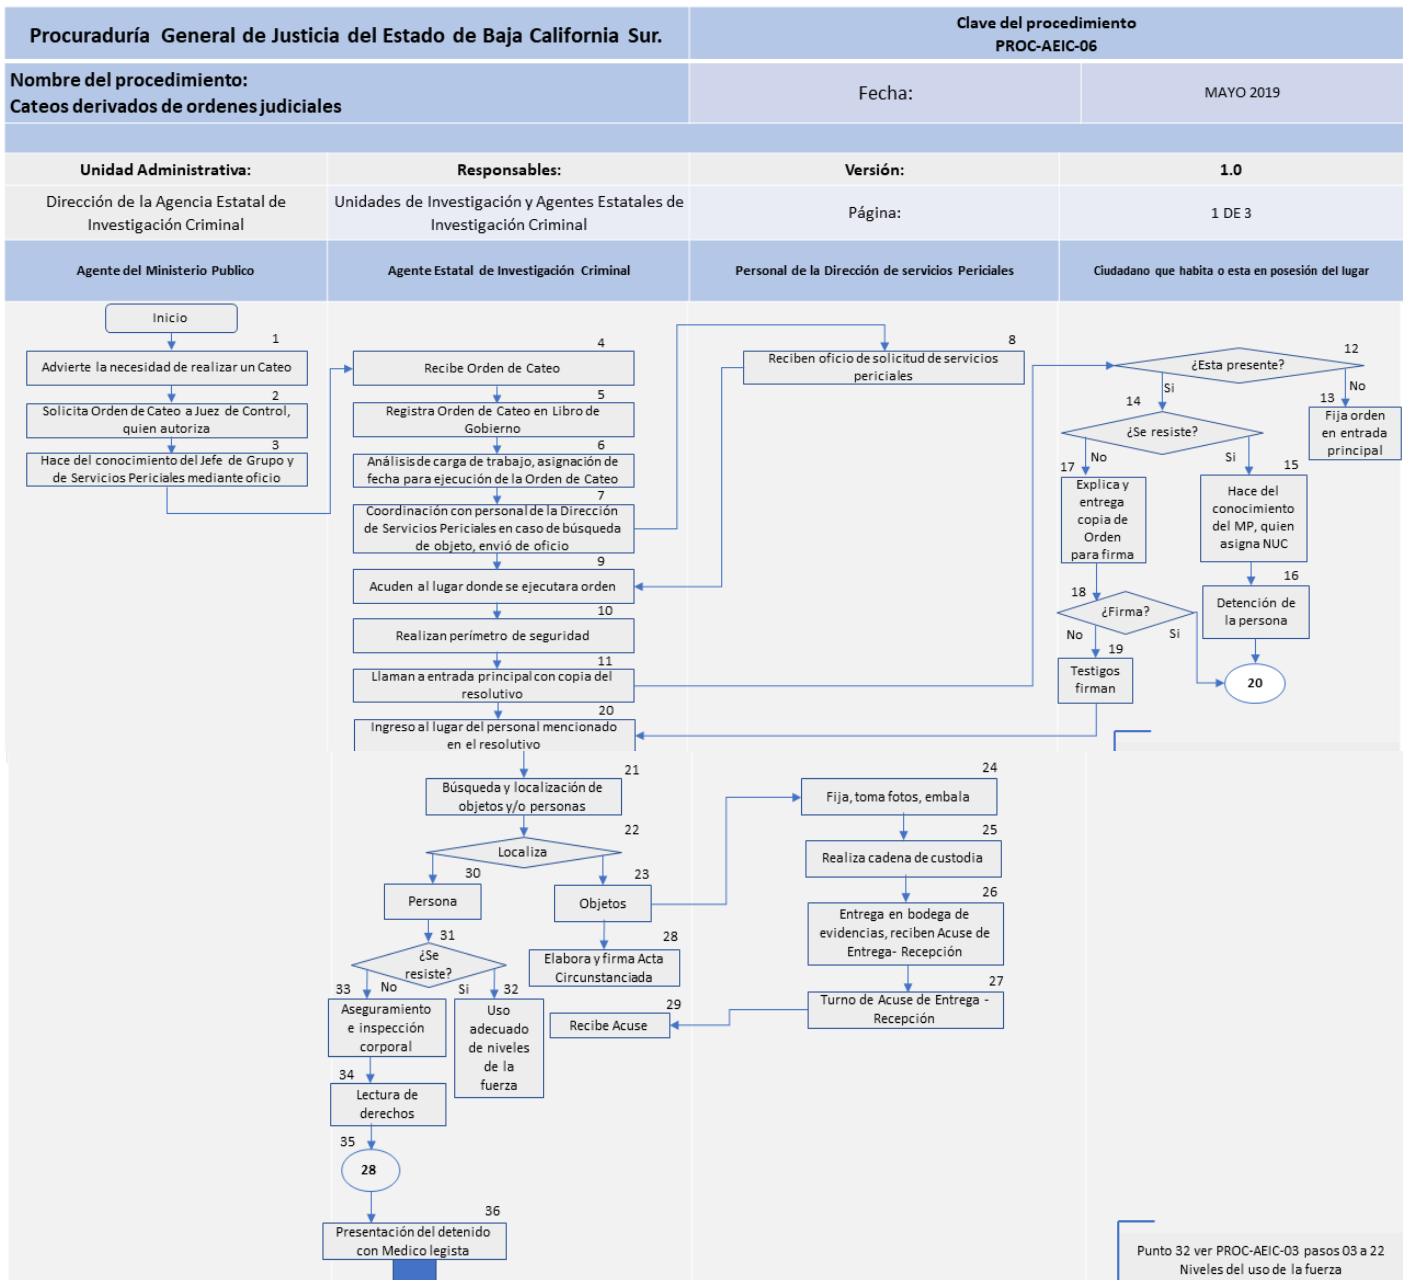 Procuraduría General de Justicia del Estado de Baja California Sur.
Clave del procedimiento
PROC-AEIC-06
Nombre del procedimiento:
Cateos derivados de ordenes judiciales
Fecha:
MAYO 2019
Unidad Administrativa:
Responsables:
Versión:
1.0
Dirección de la Agencia Estatal de
Investigación Criminal
Unidades de Investigación y Agentes Estatales de
Investigación Criminal
Página:
1 DE 3
Agente del Ministerio Publico
Agente Estatal de Investigación Criminal
Personal de la Dirección de servicios Periciales
Ciudadano que habita o esta en posesión del lugar
Inicio
1
Advierte la necesidad de realizar un Cateo
2
Solicita Orden de Cateo a Juez de Control,
quien autoriza
3
Hace del conocimiento del Jefe de Grupo y
de Servicios Periciales mediante oficio
4
Recibe Orden de Cateo
5
Registra Orden de Cateo en Libro de
Gobierno
6
Análisis de carga de trabajo, asignación de
fecha para ejecución de la Orden de Cateo
7
Coordinación con personal de la Dirección
de Servicios Periciales en caso de búsqueda
de objeto, envió de oficio
8
Reciben oficio de solicitud de servicios
periciales
9
Acuden al lugar donde se ejecutara orden
10
Realizan perímetro de seguridad
11
Llaman a entrada principal con copia del
resolutivo
12
¿Esta presente?
No
13
Fija orden
en entrada
principal
Si
14
¿Se resiste?
Si
15
Hace del
conocimiento
del MP, quien
asigna NUC
16
Detención de
la persona
20
No
17
Explica y
entrega
copia de
Orden
para firma
18
¿Firma?
No
Si
19
Testigos
firman
20
Ingreso al lugar del personal mencionado
en el resolutivo
21
Búsqueda y localización de
objetos y/o personas
22
Localiza
23
Objetos
24
Fija, toma fotos, embala
25
Realiza cadena de custodia
26
Entrega en bodega de
evidencias, reciben Acuse de
Entrega- Recepción
27
Turno de Acuse de Entrega -
Recepción
28
Elabora y firma Acta
Circunstanciada
29
Recibe Acuse
30
Persona
31
¿Se
resiste?
No
Si
32
Uso
adecuado
de niveles
de la
fuerza
33
Aseguramiento
e inspección
corporal
34
Lectura de
derechos
35
28
36
Presentación del detenido
con Medico legista
Punto 32 ver PROC-AEIC-03 pasos 03 a 22
Niveles del uso de la fuerza